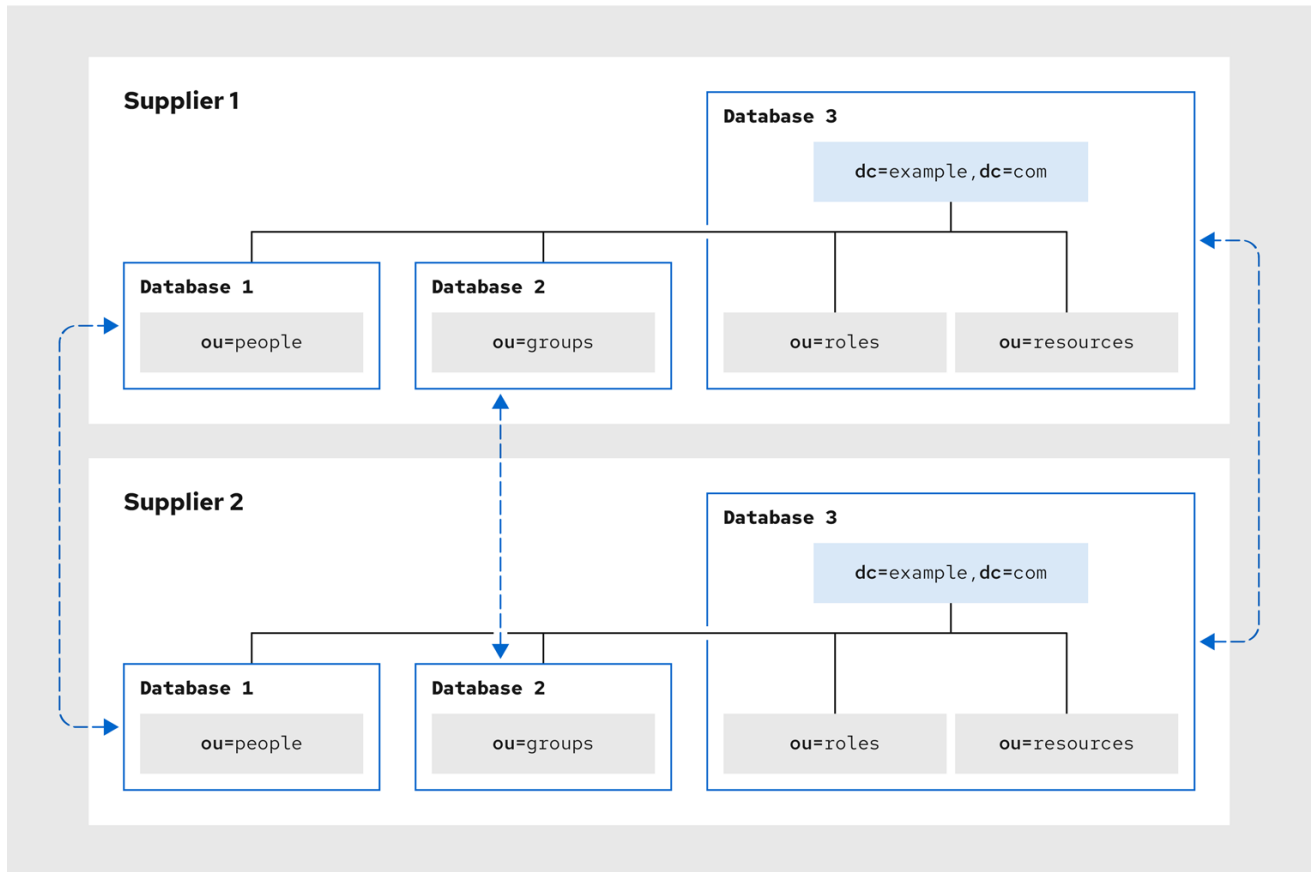 Supplier 1
Database 3
dc=example,dc=com
Database 1
Database 2
ou=people
ou=groups
ou=roles
ou=resources
Supplier 2
Database 3
dc=example,dc=com
Database 1
Database 2
ou=people
ou=groups
ou=roles
ou=resources